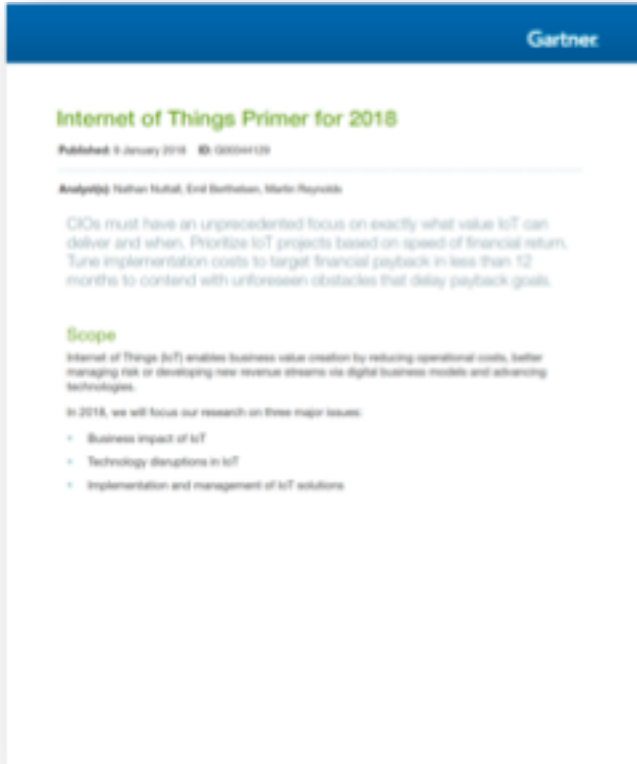 Gartner
Internet of Things Primer for 2018
Published: 9 January 2018 ID:
Analyst(s): Nathan Nuttall, Emil Berthelsen, Martin Reynolds
CIOs must have an unprecedented focus on exactly what value IoT can
deliver and when. Prioritize IoT projects based on speed of financial return.
Tune implementation costs to target financial payback in less than 12
months to contend with unforeseen obstacles that delay payback goals.
Scope
Internet of Things (IoT) enables business value creation by reducing operational costs, better
managing risk or developing new revenue streams via digital business models and advancing
technologies.
In 2018, we will focus our research on three major issues:
• Business impact of IoT
• Technology disruptions in IoT
• Implementation and management of IoT solutions